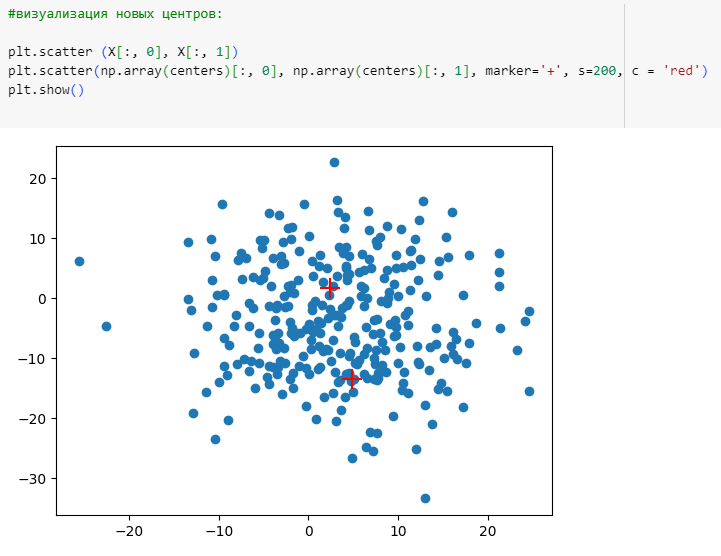 #визуализация новых центров:
plt.scatter (X[:, 0], X[:, 1])
plt.scatter(np.array(centers)[:, 0], np.array(centers)[:, 1], marker='+', s=200, c = 'red')
plt.show()
20
10
0
−10
−20
−30
−20 −10 0 10 20